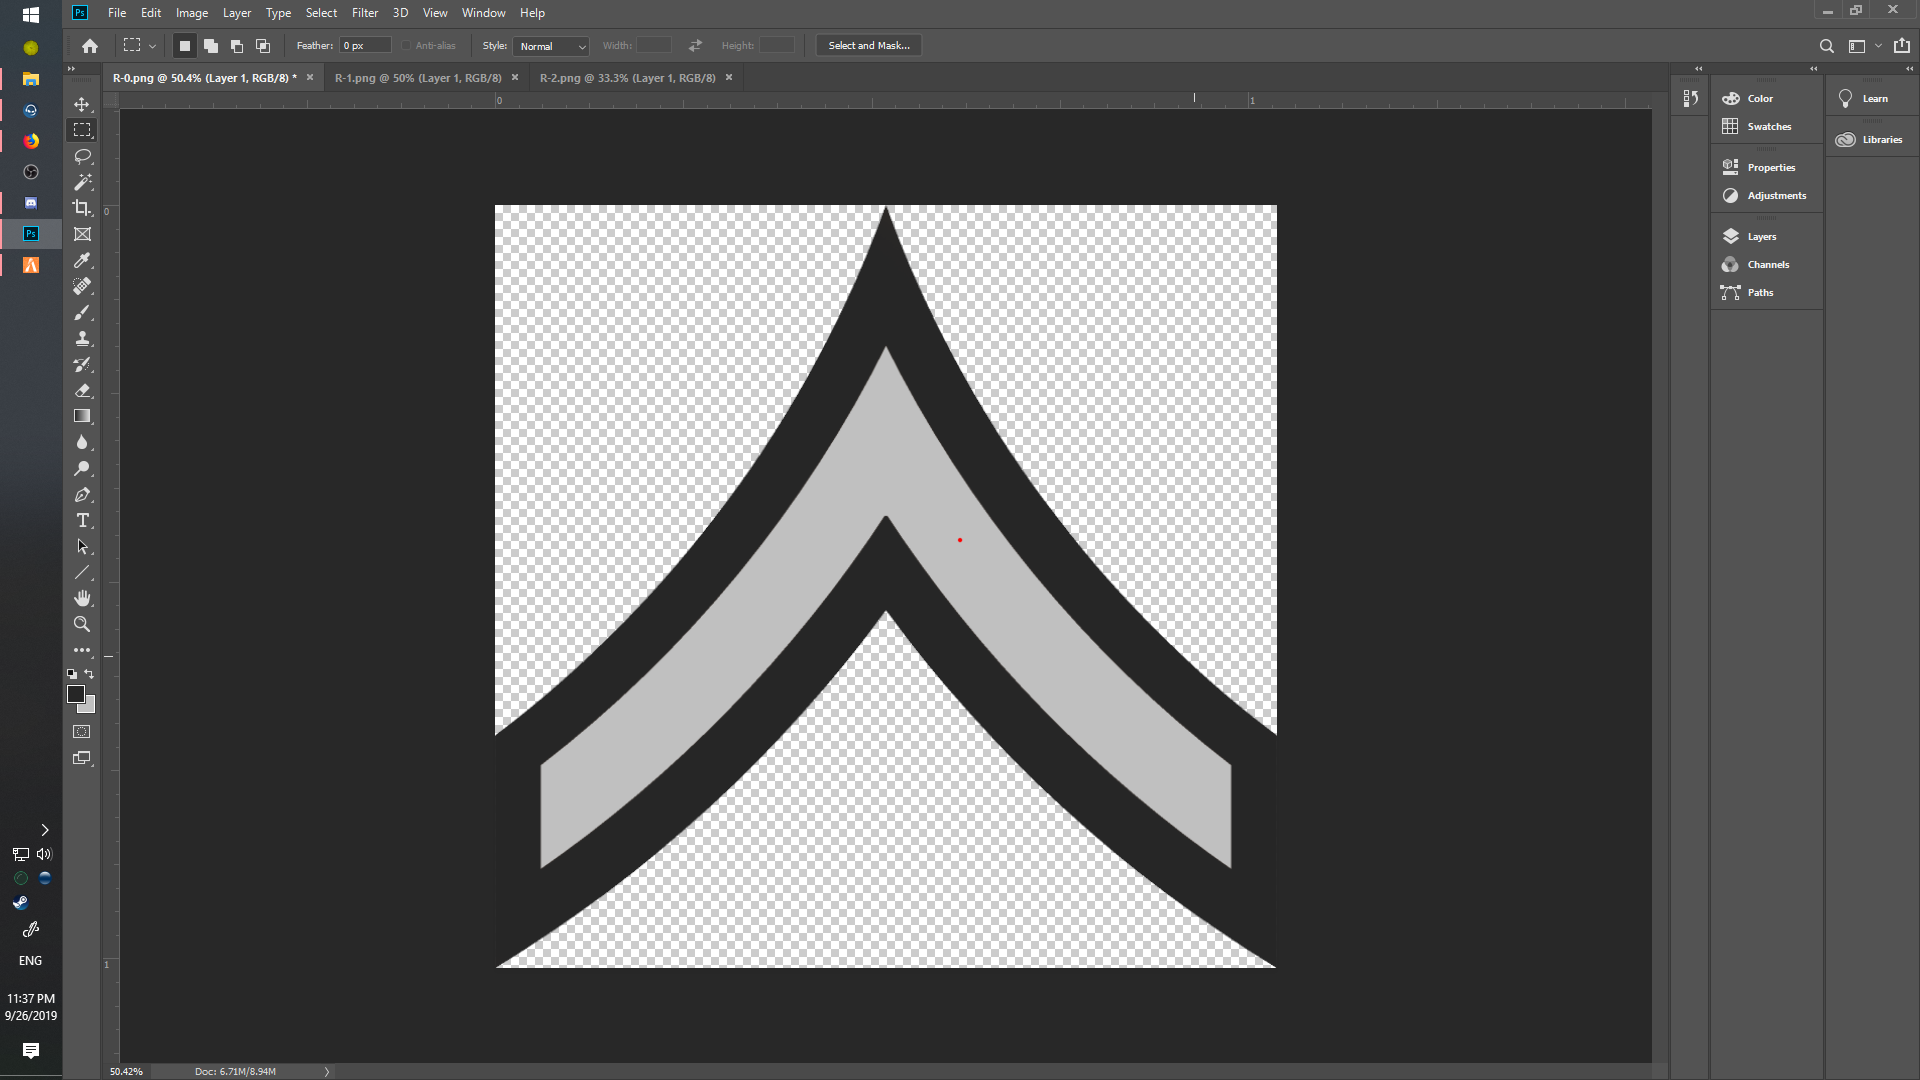 Ps File Edit Image Layer Type Select Filter 3D View Window Help
Feather: 0 px Anti-alias Style: Normal Width: Height: Select and Mask...
R-0.png @ 50.4% (Layer 1, RGB/8) * R-1.png @ 50% (Layer 1, RGB/8) R-2.png @ 33.3% (Layer 1, RGB/8)
0 1
0
1
Color
Swatches
Properties
Adjustments
Layers
Channels
Paths
Learn
Libraries
Ps
T
ENG
11:37 PM
9/26/2019
50.42% Doc: 6.71M/8.94M